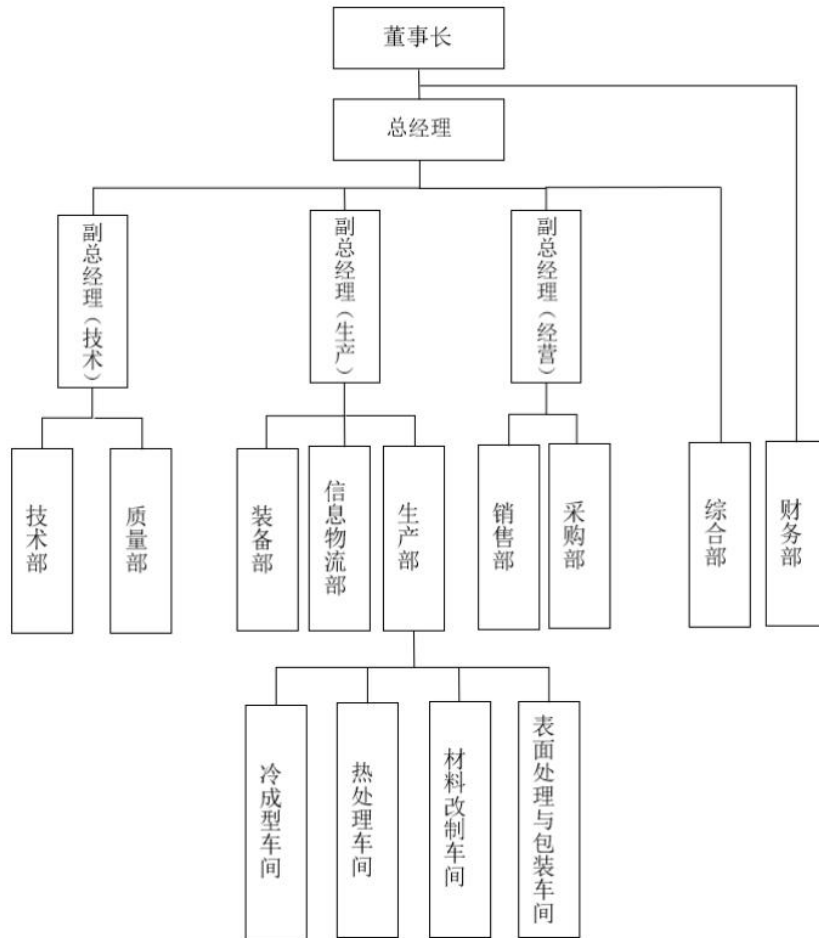 董事长
总经理
副总经理（技术）
副总经理（生产）
副总经理（经营）
技术部
质量部
装备部
信息物流部
生产部
销售部
采购部
综合部
财务部
冷成型车间
热处理车间
材料改制车间
表面处理与包装车间